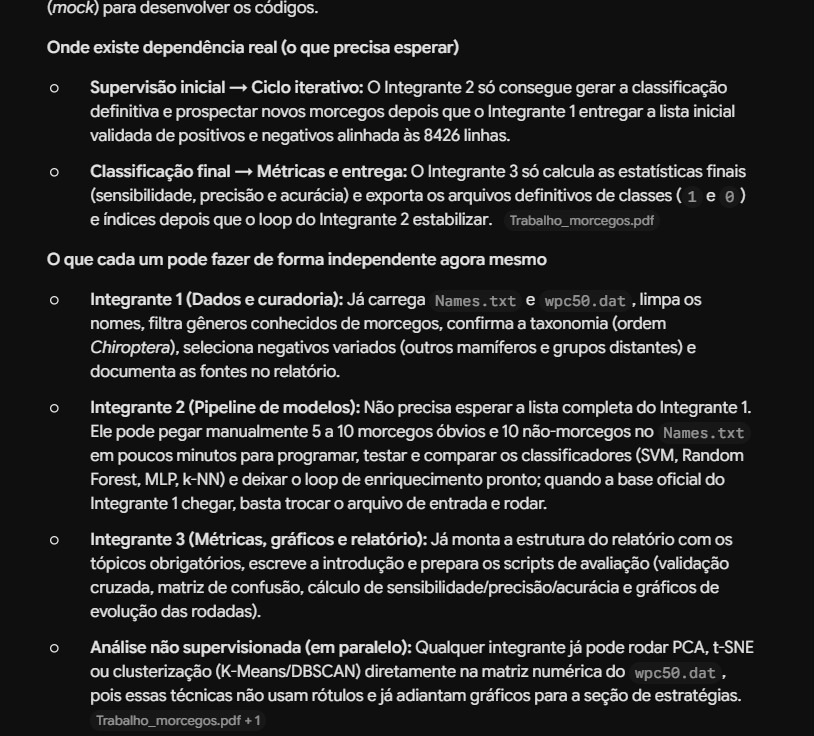 (mock) para desenvolver os códigos.
Onde existe dependência real (o que precisa esperar)
Supervisão inicial → Ciclo iterativo: O Integrante 2 só consegue gerar a classificação
definitiva e prospectar novos morcegos depois que o Integrante 1 entregar a lista inicial
validada de positivos e negativos alinhada às 8426 linhas.
Classificação final → Métricas e entrega: O Integrante 3 só calcula as estatísticas finais
(sensibilidade, precisão e acurácia) e exporta os arquivos definitivos de classes ( 1 e 0 )
e índices depois que o loop do Integrante 2 estabilizar. Trabalho_morcegos.pdf
O que cada um pode fazer de forma independente agora mesmo
Integrante 1 (Dados e curadoria): Já carrega Names.txt e wpc50.dat , limpa os
nomes, filtra gêneros conhecidos de morcegos, confirma a taxonomia (ordem
Chiroptera), seleciona negativos variados (outros mamíferos e grupos distantes) e
documenta as fontes no relatório.
Integrante 2 (Pipeline de modelos): Não precisa esperar a lista completa do Integrante 1.
Ele pode pegar manualmente 5 a 10 morcegos óbvios e 10 não-morcegos no Names.txt
em poucos minutos para programar, testar e comparar os classificadores (SVM, Random
Forest, MLP, k-NN) e deixar o loop de enriquecimento pronto; quando a base oficial do
Integrante 1 chegar, basta trocar o arquivo de entrada e rodar.
Integrante 3 (Métricas, gráficos e relatório): Já monta a estrutura do relatório com os
tópicos obrigatórios, escreve a introdução e prepara os scripts de avaliação (validação
cruzada, matriz de confusão, cálculo de sensibilidade/precisão/acurácia e gráficos de
evolução das rodadas).
Análise não supervisionada (em paralelo): Qualquer integrante já pode rodar PCA, t-SNE
ou clusterização (K-Means/DBSCAN) diretamente na matriz numérica do wpc50.dat ,
pois essas técnicas não usam rótulos e já adiantam gráficos para a seção de estratégias.
Trabalho_morcegos.pdf + 1